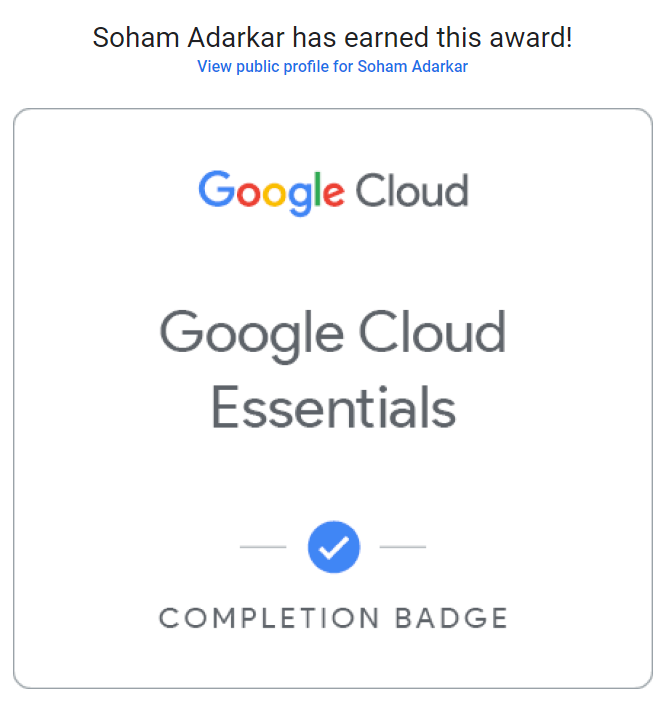 Soham Adarkar has earned this award!
View public profile for Soham Adarkar
Google Cloud
Google Cloud
Essentials
COMPLETION BADGE